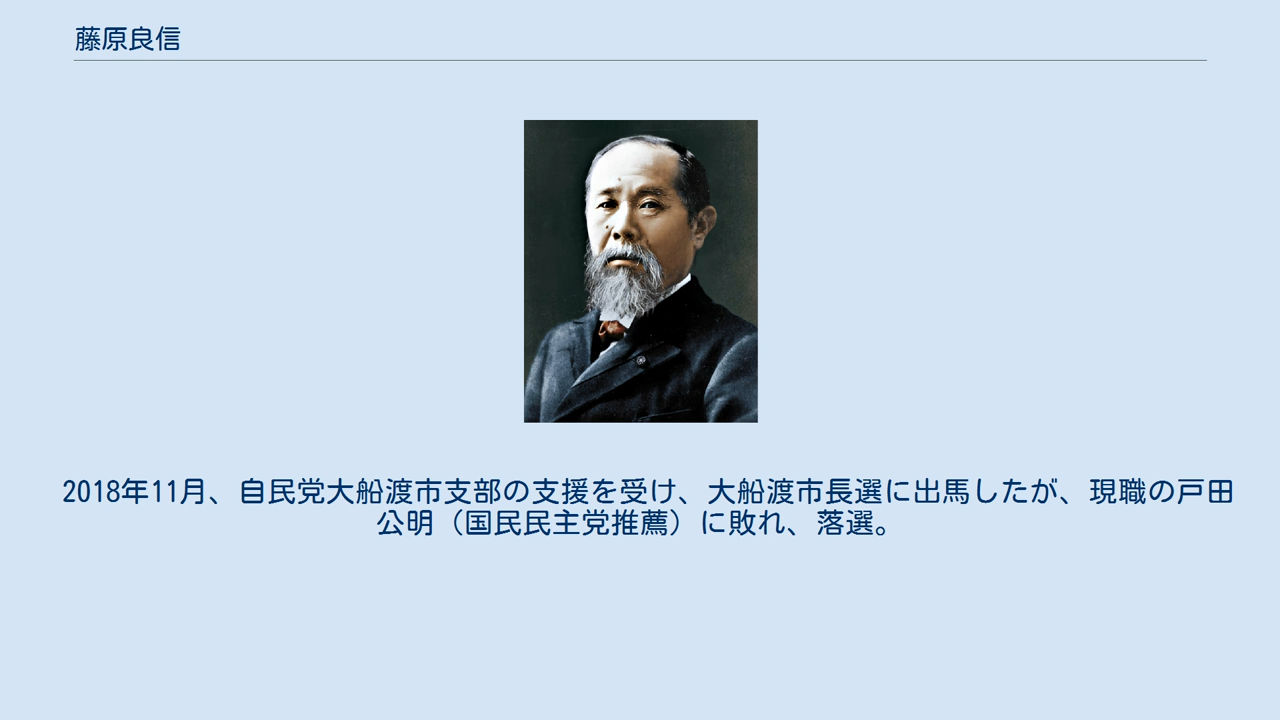 藤原良信
2018年11月、自民党大船渡市支部の支援を受け、大船渡市長選に出馬したが、現職の戸田
公明（国民民主党推薦）に敗れ、落選。